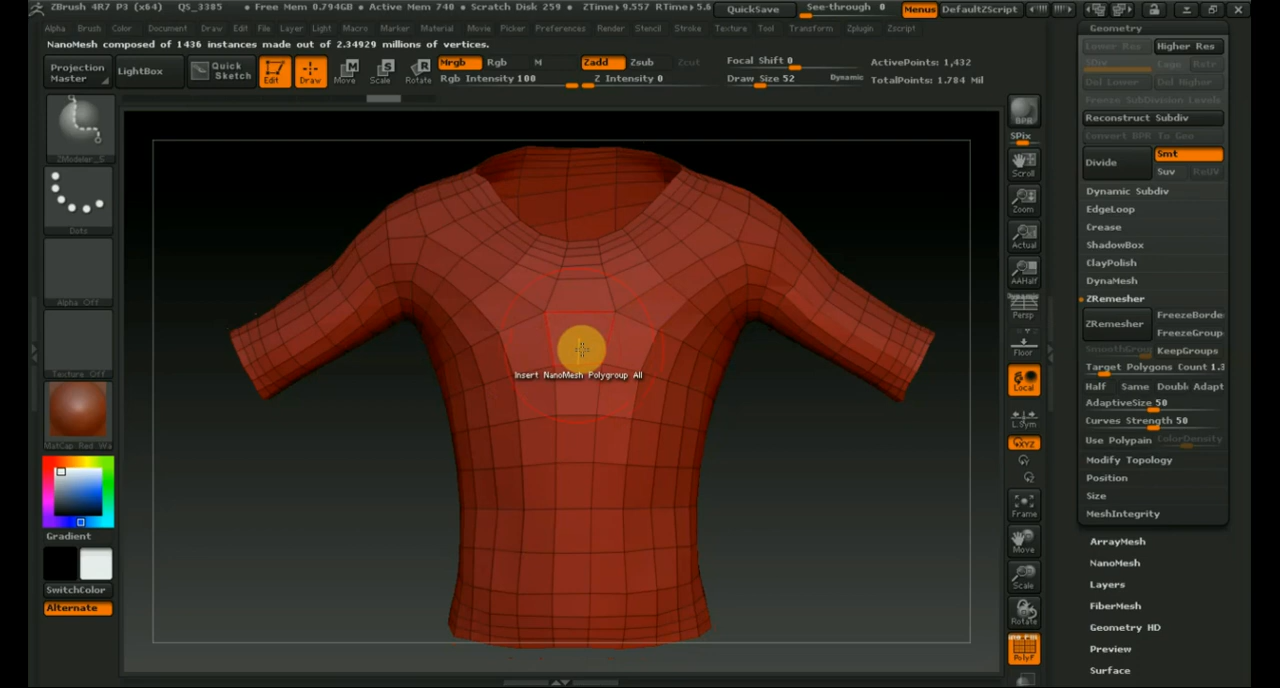 ZBrush 4R7 P3 (x64) QS_3385 • Free Mem 0.794GB • Active Mem 740 • Scratch Disk 259 • ZTime▸9.557 RTime▸5.6 QuickSave See-through 0 Menus DefaultZScript
Alpha Brush Color Document Draw Edit File Layer Light Macro Marker Material Movie Picker Preferences Render Stencil Stroke Texture Tool Transform Zplugin Zscript
NanoMesh composed of 1436 instances made out of 2.34929 millions of vertices.
Projection Master
LightBox
Quick Sketch
Edit
Draw
Move
Scale
Rotate
Mrgb Rgb M
Rgb Intensity 100
Zadd Zsub Zcut
Z Intensity 0
Focal Shift 0
Draw Size 52 Dynamic
ActivePoints: 1,432
TotalPoints: 1.784 Mil
ZModeler_S
Dots
Alpha Off
Texture Off
MatCap Red Wa
Gradient
SwitchColor
Alternate
Insert NanoMesh Polygroup All
BPR
SPix
Scroll
Zoom
Actual
AAHalf
Dynamic
Persp
Floor
Local
L.Sym
XYZ
Frame
Move
Scale
Rotate
PolyF
Geometry
Lower Res Higher Res
SDiv Cage Rstr
Del Lower Del Higher
Freeze SubDivision Levels
Reconstruct Subdiv
Convert BPR To Geo
Divide
Smt
Suv ReUV
Dynamic Subdiv
EdgeLoop
Crease
ShadowBox
ClayPolish
DynaMesh
ZRemesher
ZRemesher
FreezeBorde
FreezeGroup
SmoothGrou KeepGroups
Target Polygons Count 1.3
Half Same Doubl Adapt
AdaptiveSize 50
Curves Strength 50
Use Polypain ColorDensity
Modify Topology
Position
Size
MeshIntegrity
ArrayMesh
NanoMesh
Layers
FiberMesh
Geometry HD
Preview
Surface